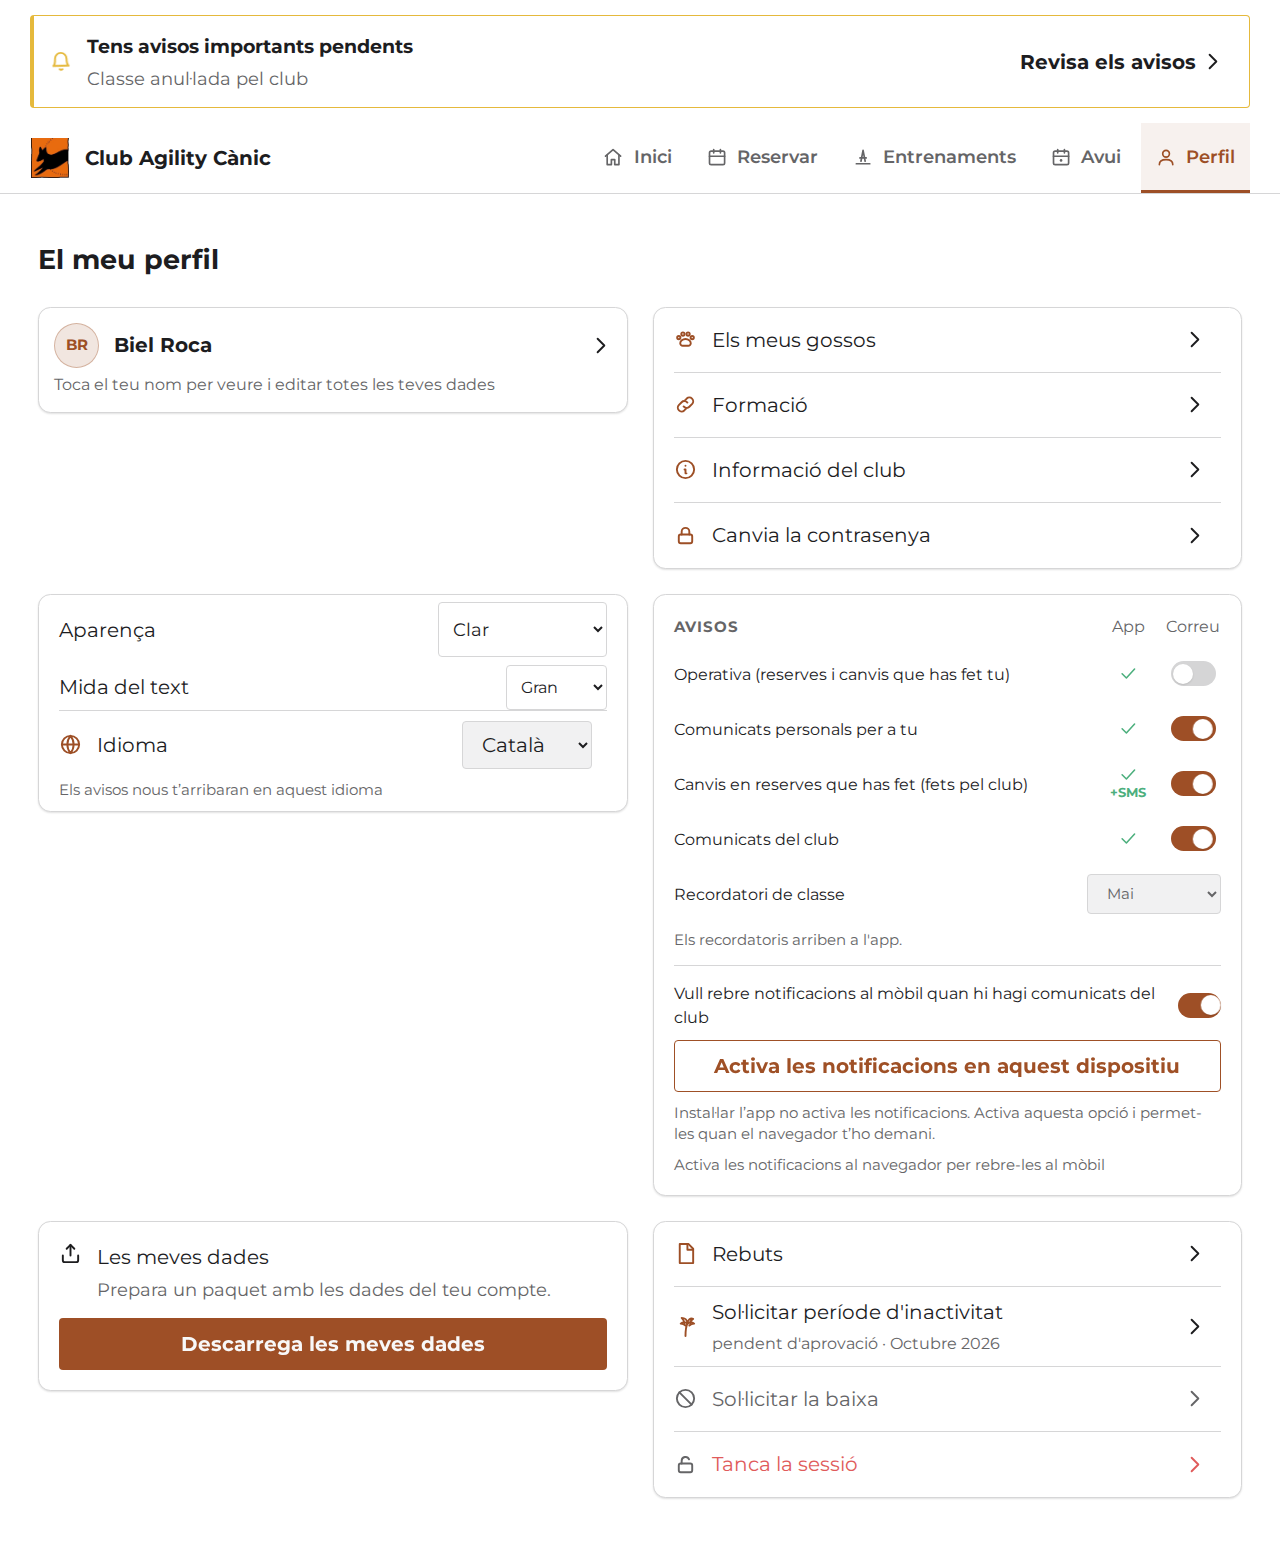 Tens avisos importants pendents
Classe anul·lada pel club
Revisa els avisos
Club Agility Cànic
Inici
Reservar
Entrenaments
Avui
Perfil
El meu perfil
BR
Biel Roca
Toca el teu nom per veure i editar totes les teves dades
Els meus gossos
Formació
Informació del club
Canvia la contrasenya
Aparença
Clar
Mida del text
Gran
Idioma
Català
Els avisos nous t’arribaran en aquest idioma
AVISOS
App
Correu
Operativa (reserves i canvis que has fet tu)
Comunicats personals per a tu
Canvis en reserves que has fet (fets pel club)
+SMS
Comunicats del club
Recordatori de classe
Mai
Els recordatoris arriben a l'app.
Vull rebre notificacions al mòbil quan hi hagi comunicats del
club
Activa les notificacions en aquest dispositiu
Instal·lar l’app no activa les notificacions. Activa aquesta opció i permet-
les quan el navegador t’ho demani.
Activa les notificacions al navegador per rebre-les al mòbil
Les meves dades
Prepara un paquet amb les dades del teu compte.
Descarrega les meves dades
Rebuts
Sol·licitar període d'inactivitat
pendent d'aprovació · Octubre 2026
Sol·licitar la baixa
Tanca la sessió